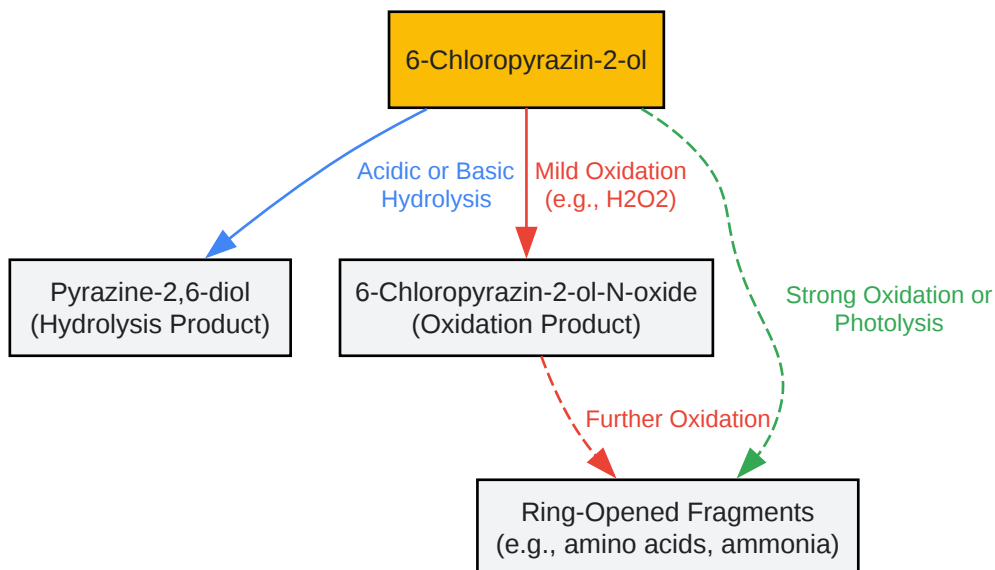 6-Chloropyrazin-2-ol
Acidic or Basic
Hydrolysis
Mild Oxidation
(e.g., H2O2)
Pyrazine-2,6-diol
(Hydrolysis Product)
6-Chloropyrazin-2-ol-N-oxide
(Oxidation Product)
Strong Oxidation or
Photolysis
Further Oxidation
Ring-Opened Fragments
(e.g., amino acids, ammonia)